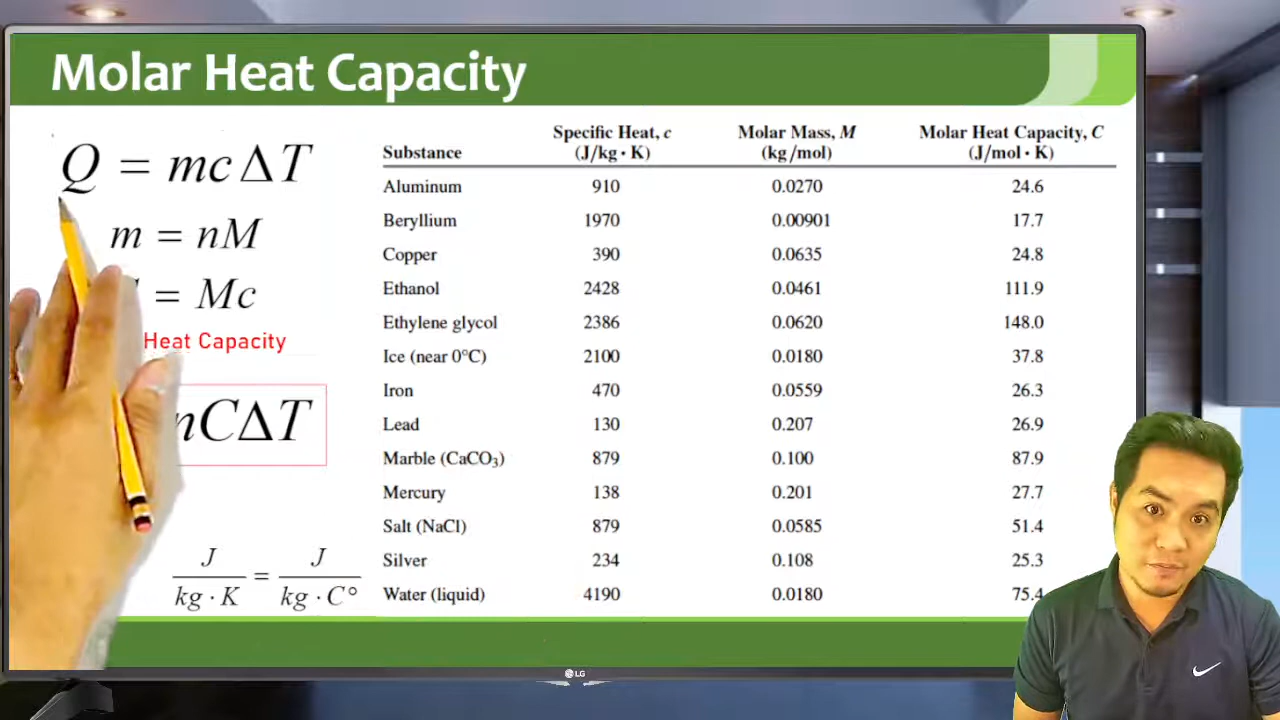 Molar Heat Capacity
Q = mcΔT
m = nM
= Mc
Heat Capacity
nCΔT
J/kg · K = J/kg · C°
Substance Specific Heat, c (J/kg · K) Molar Mass, M (kg/mol) Molar Heat Capacity, C (J/mol · K)
Aluminum 910 0.0270 24.6
Beryllium 1970 0.00901 17.7
Copper 390 0.0635 24.8
Ethanol 2428 0.0461 111.9
Ethylene glycol 2386 0.0620 148.0
Ice (near 0°C) 2100 0.0180 37.8
Iron 470 0.0559 26.3
Lead 130 0.207 26.9
Marble (CaCO₃) 879 0.100 87.9
Mercury 138 0.201 27.7
Salt (NaCl) 879 0.0585 51.4
Silver 234 0.108 25.3
Water (liquid) 4190 0.0180 75.4
LG